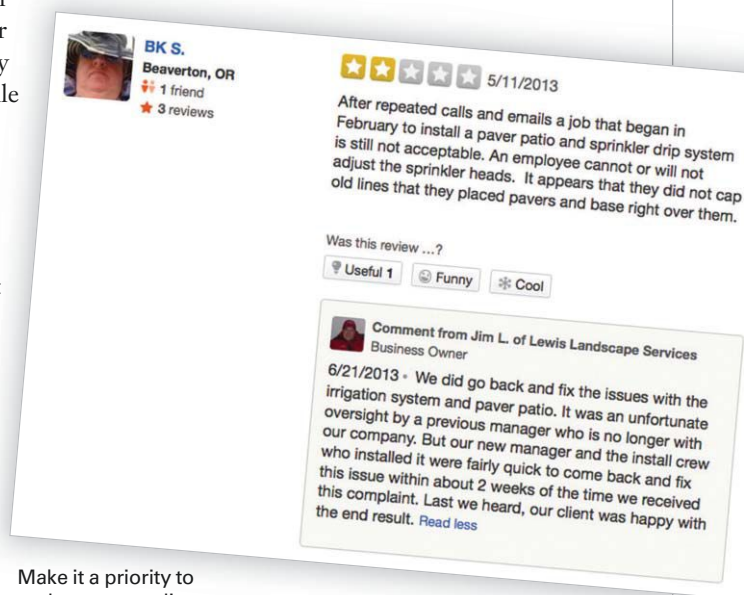 BK S.
Beaverton, OR
1 friend
3 reviews
5/11/2013
After repeated calls and emails a job that began in
February to install a paver patio and sprinkler drip system
is still not acceptable. An employee cannot or will not
adjust the sprinkler heads. It appears that they did not cap
old lines that they placed pavers and base right over them.
Was this review ...?
Useful 1
Funny
Cool
Comment from Jim L. of Lewis Landscape Services
Business Owner
6/21/2013 • We did go back and fix the issues with the
irrigation system and paver patio. It was an unfortunate
oversight by a previous manager who is no longer with
our company. But our new manager and the install crew
who installed it were fairly quick to come back and fix
this issue within about 2 weeks of the time we received
this complaint. Last we heard, our client was happy with
the end result. Read less
Make it a priority to